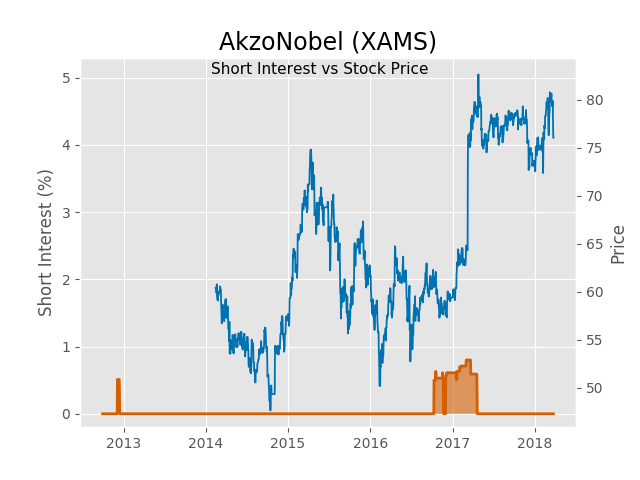 AkzoNobel (XAMS)
Short Interest vs Stock Price
Short Interest (%)
5
4
3
2
1
0
80
75
70
65
60
55
50
Price
2013 2014 2015 2016 2017 2018